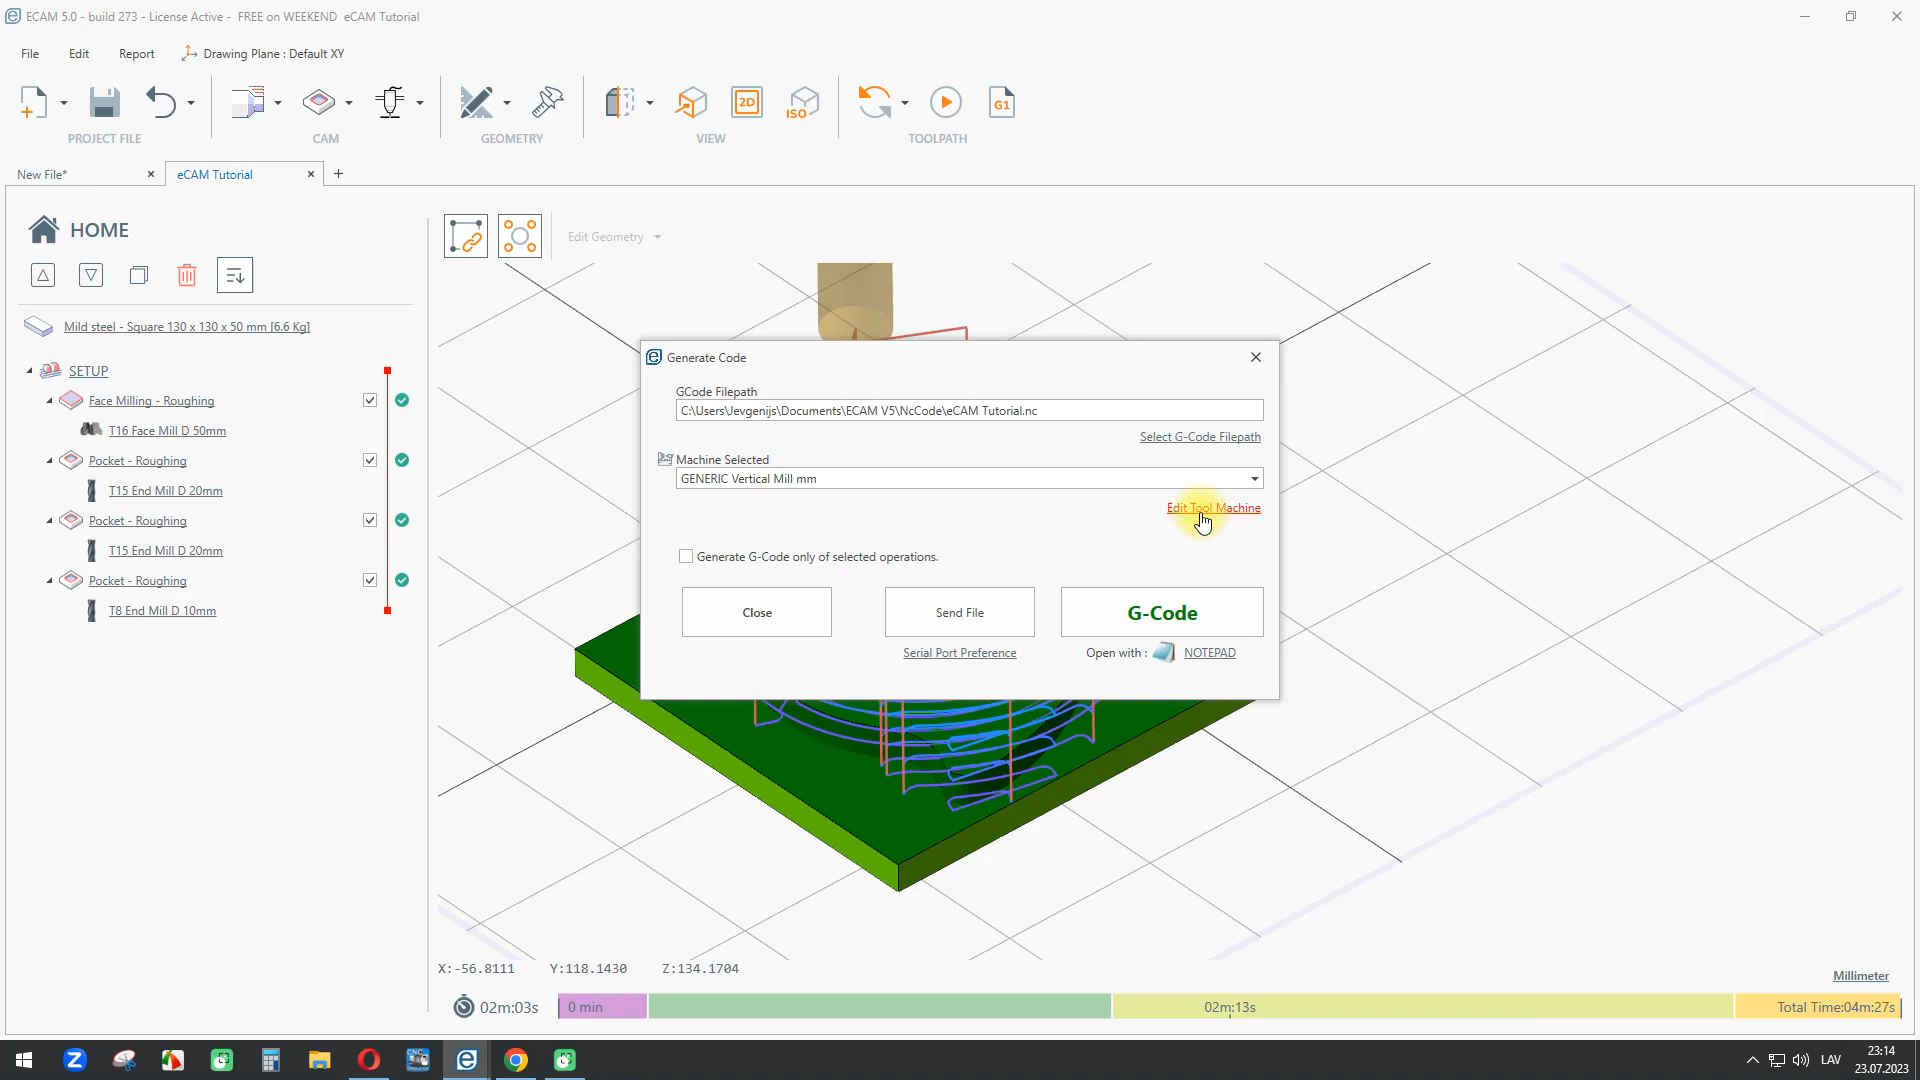 ECAM 5.0 - build 273 - License Active - FREE on WEEKEND eCAM Tutorial
File Edit Report Drawing Plane : Default XY
2D ISO G1
PROJECT FILE CAM GEOMETRY VIEW TOOLPATH
New File* eCAM Tutorial
HOME
Edit Geometry
Mild steel - Square 130 x 130 x 50 mm [6.6 Kg]
SETUP
Face Milling - Roughing
T16 Face Mill D 50mm
Pocket - Roughing
T15 End Mill D 20mm
Pocket - Roughing
T15 End Mill D 20mm
Pocket - Roughing
T8 End Mill D 10mm
Generate Code
GCode Filepath
C:\Users\Jevgenijs\Documents\ECAM V5\NcCode\eCAM Tutorial.nc
Select G-Code Filepath
Machine Selected
GENERIC Vertical Mill mm
Edit Tool Machine
Generate G-Code only of selected operations.
Close Send File G-Code
Serial Port Preference Open with : NOTEPAD
X:-56.8111 Y:118.1430 Z:134.1704
Millimeter
02m:03s 0 min 02m:13s Total Time:04m:27s
Z CNC LAV 23:14
23.07.2023